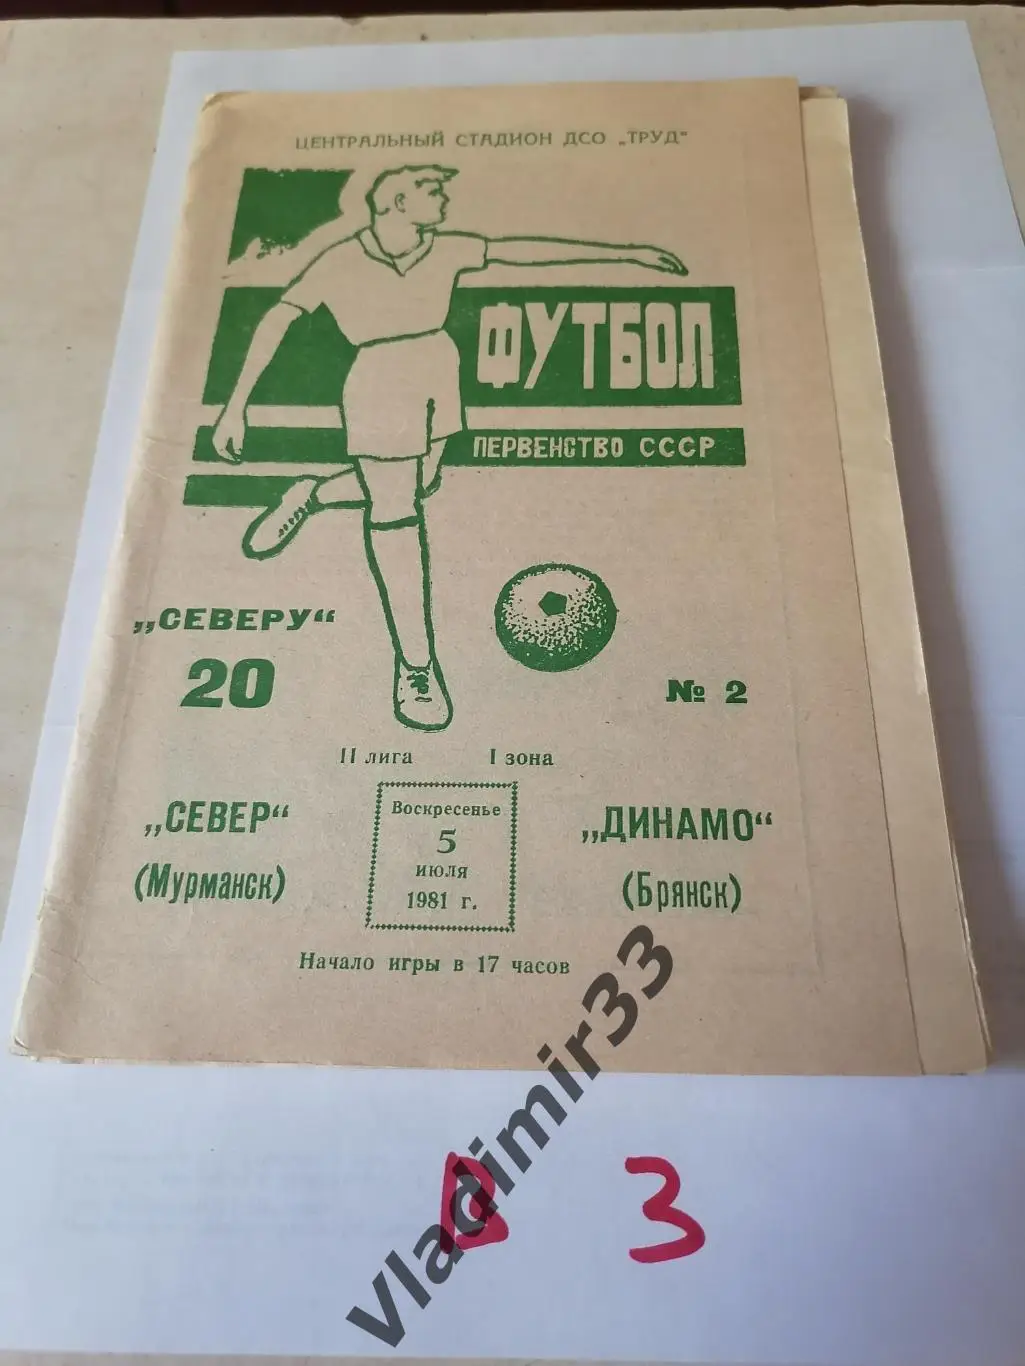 ЦЕНТРАЛЬНЫЙ СТАДИОН ДСО „ТРУД"
ФУТБОЛ
ПЕРВЕНСТВО СССР
„СЕВЕРУ“
20
№ 2
II лига I зона
„СЕВЕР“
(Мурманск)
Воскресенье
5
июля
1981 г.
„ДИНАМО“
(Брянск)
Начало игры в 17 часов
Vladimir33
3